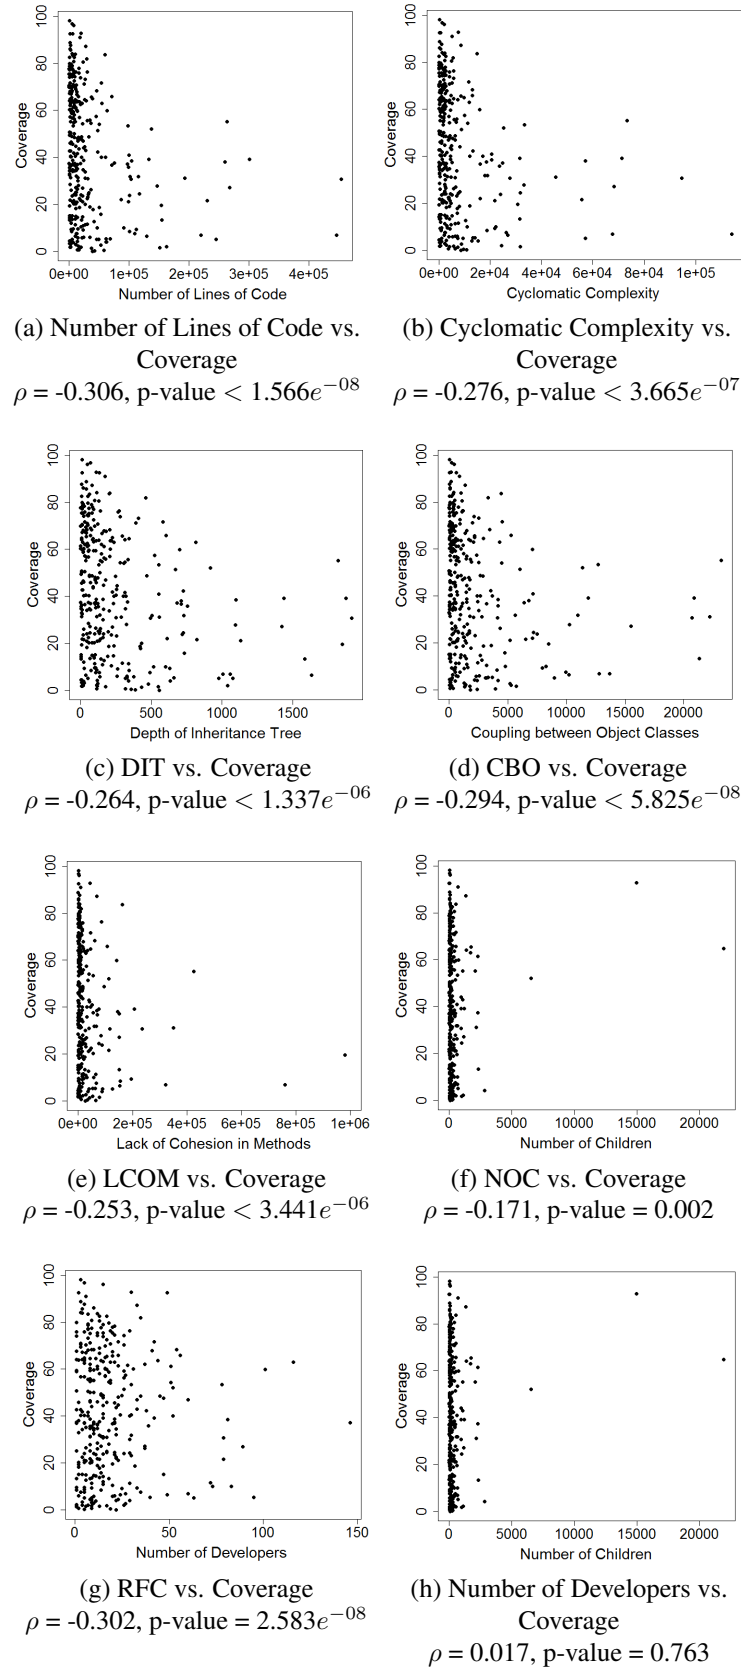 0 20 40 60 80 100
Coverage
0e+00 1e+05 2e+05 3e+05 4e+05
Number of Lines of Code
(a) Number of Lines of Code vs.
Coverage
ρ = -0.306, p-value < 1.566e−08
0 20 40 60 80 100
Coverage
0e+00 2e+04 4e+04 6e+04 8e+04 1e+05
Cyclomatic Complexity
(b) Cyclomatic Complexity vs.
Coverage
ρ = -0.276, p-value < 3.665e−07
0 20 40 60 80 100
Coverage
0 500 1000 1500
Depth of Inheritance Tree
(c) DIT vs. Coverage
ρ = -0.264, p-value < 1.337e−06
0 20 40 60 80 100
Coverage
0 5000 10000 15000 20000
Coupling between Object Classes
(d) CBO vs. Coverage
ρ = -0.294, p-value < 5.825e−08
0 20 40 60 80 100
Coverage
0e+00 2e+05 4e+05 6e+05 8e+05 1e+06
Lack of Cohesion in Methods
(e) LCOM vs. Coverage
ρ = -0.253, p-value < 3.441e−06
0 20 40 60 80 100
Coverage
0 5000 10000 15000 20000
Number of Children
(f) NOC vs. Coverage
ρ = -0.171, p-value = 0.002
0 20 40 60 80 100
Coverage
0 50 100 150
Number of Developers
(g) RFC vs. Coverage
ρ = -0.302, p-value = 2.583e−08
0 20 40 60 80 100
Coverage
0 5000 10000 15000 20000
Number of Children
(h) Number of Developers vs.
Coverage
ρ = 0.017, p-value = 0.763